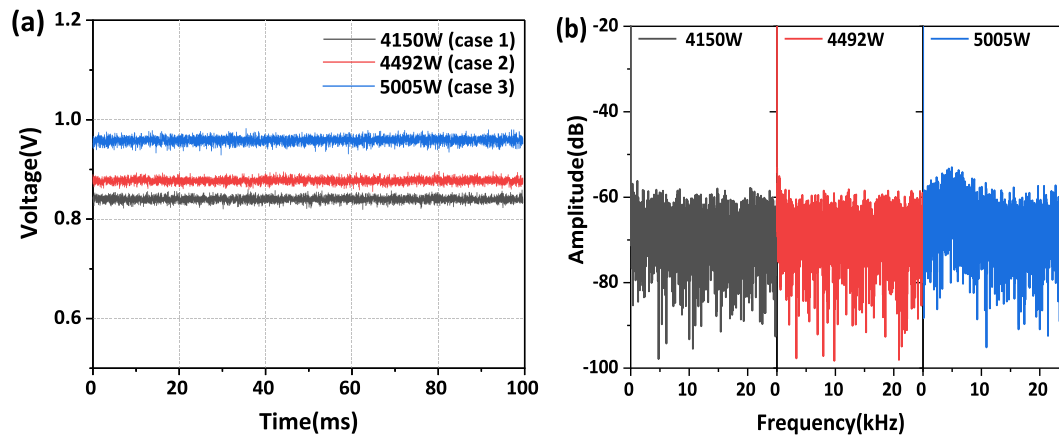 (a)
4150W (case 1)
4492W (case 2)
5005W (case 3)
Voltage(V)
1.2
1.0
0.8
0.6
0 20 40 60 80 100
Time(ms)
(b)
4150W 4492W 5005W
Amplitude(dB)
-20
-40
-60
-80
-100
0 10 20 0 10 20 0 10 20
Frequency(kHz)